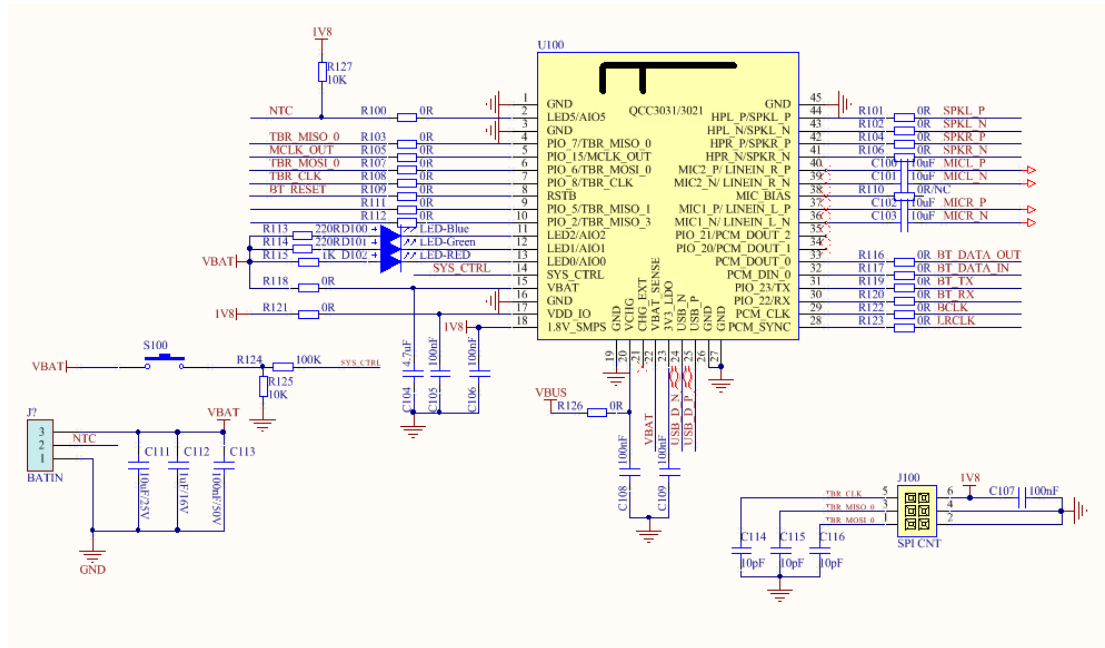 1V8
R127
10K
NTC R100 0R
TBR_MISO_0 R103 0R
MCLK_OUT R105 0R
TBR_MOSI_0 R107 0R
TBR_CLK R108 0R
BT_RESET R109 0R
R111 0R
R112 0R
R113 220R D100 LED-Blue
R114 220R D101 LED-Green
R115 1K D102 LED-RED
VBAT
SYS_CTRL
R118 0R
1V8 R121 0R
1V8
U100
QCC3031/3021
1 GND
2 LED5/AIO5
3 GND
4 PIO_7/TBR_MISO_0
5 PIO_15/MCLK_OUT
6 PIO_6/TBR_MOSI_0
7 PIO_8/TBR_CLK
8 RSTB
9 PIO_5/TBR_MISO_1
10 PIO_2/TBR_MISO_3
11 LED2/AIO2
12 LED1/AIO1
13 LED0/AIO0
14 SYS_CTRL
15 VBAT
16 GND
17 VDD_IO
18 1.8V_SMPS
GND 45
HPL_P/SPKL_P 44
HPL_N/SPKL_N 43
HPR_P/SPKR_P 42
HPR_N/SPKR_N 41
MIC2_P/ LINEIN_R_P 40
MIC2_N/ LINEIN_R_N 39
MIC_BIAS 38
MIC1_P/ LINEIN_L_P 37
MIC1_N/ LINEIN_L_N 36
PIO_21/PCM_DOUT_2 35
PIO_20/PCM_DOUT_1 34
PCM_DOUT_0 33
PCM_DIN_0 32
PIO_23/TX 31
PIO_22/RX 30
PCM_CLK 29
PCM_SYNC 28
GND 19
VCHG 20
CHG_EXT 21
VBAT_SENSE 22
3V3_LDO 23
USB_N 24
USB_P 25
GND 26
GND 27
R101 0R SPKL_P
R102 0R SPKL_N
R104 0R SPKR_P
R106 0R SPKR_N
C100 10uF MICL_P
C101 10uF MICL_N
R110 0R/NC
C102 10uF MICR_P
C103 10uF MICR_N
R116 0R BT_DATA_OUT
R117 0R BT_DATA_IN
R119 0R BT_TX
R120 0R BT_RX
R122 0R BCLK
R123 0R LRCLK
S100
VBAT
R124 100K SYS_CTRL
R125
10K
C104 4.7uF
C105 100nF
C106 100nF
VBUS
R126 0R
VBAT
USB_D_N
USB_D_P
C108 100nF
C109 100nF
J?
3
2 NTC
1
BATIN
VBAT
C111 10uF/25V
C112 1uF/16V
C113 100nF/50V
GND
J100
1V8
C107 100nF
TBR_CLK 5 6
TBR_MISO_0 3 4
TBR_MOSI_0 1 2
SPI CNT
C114 C115 C116
10pF 10pF 10pF